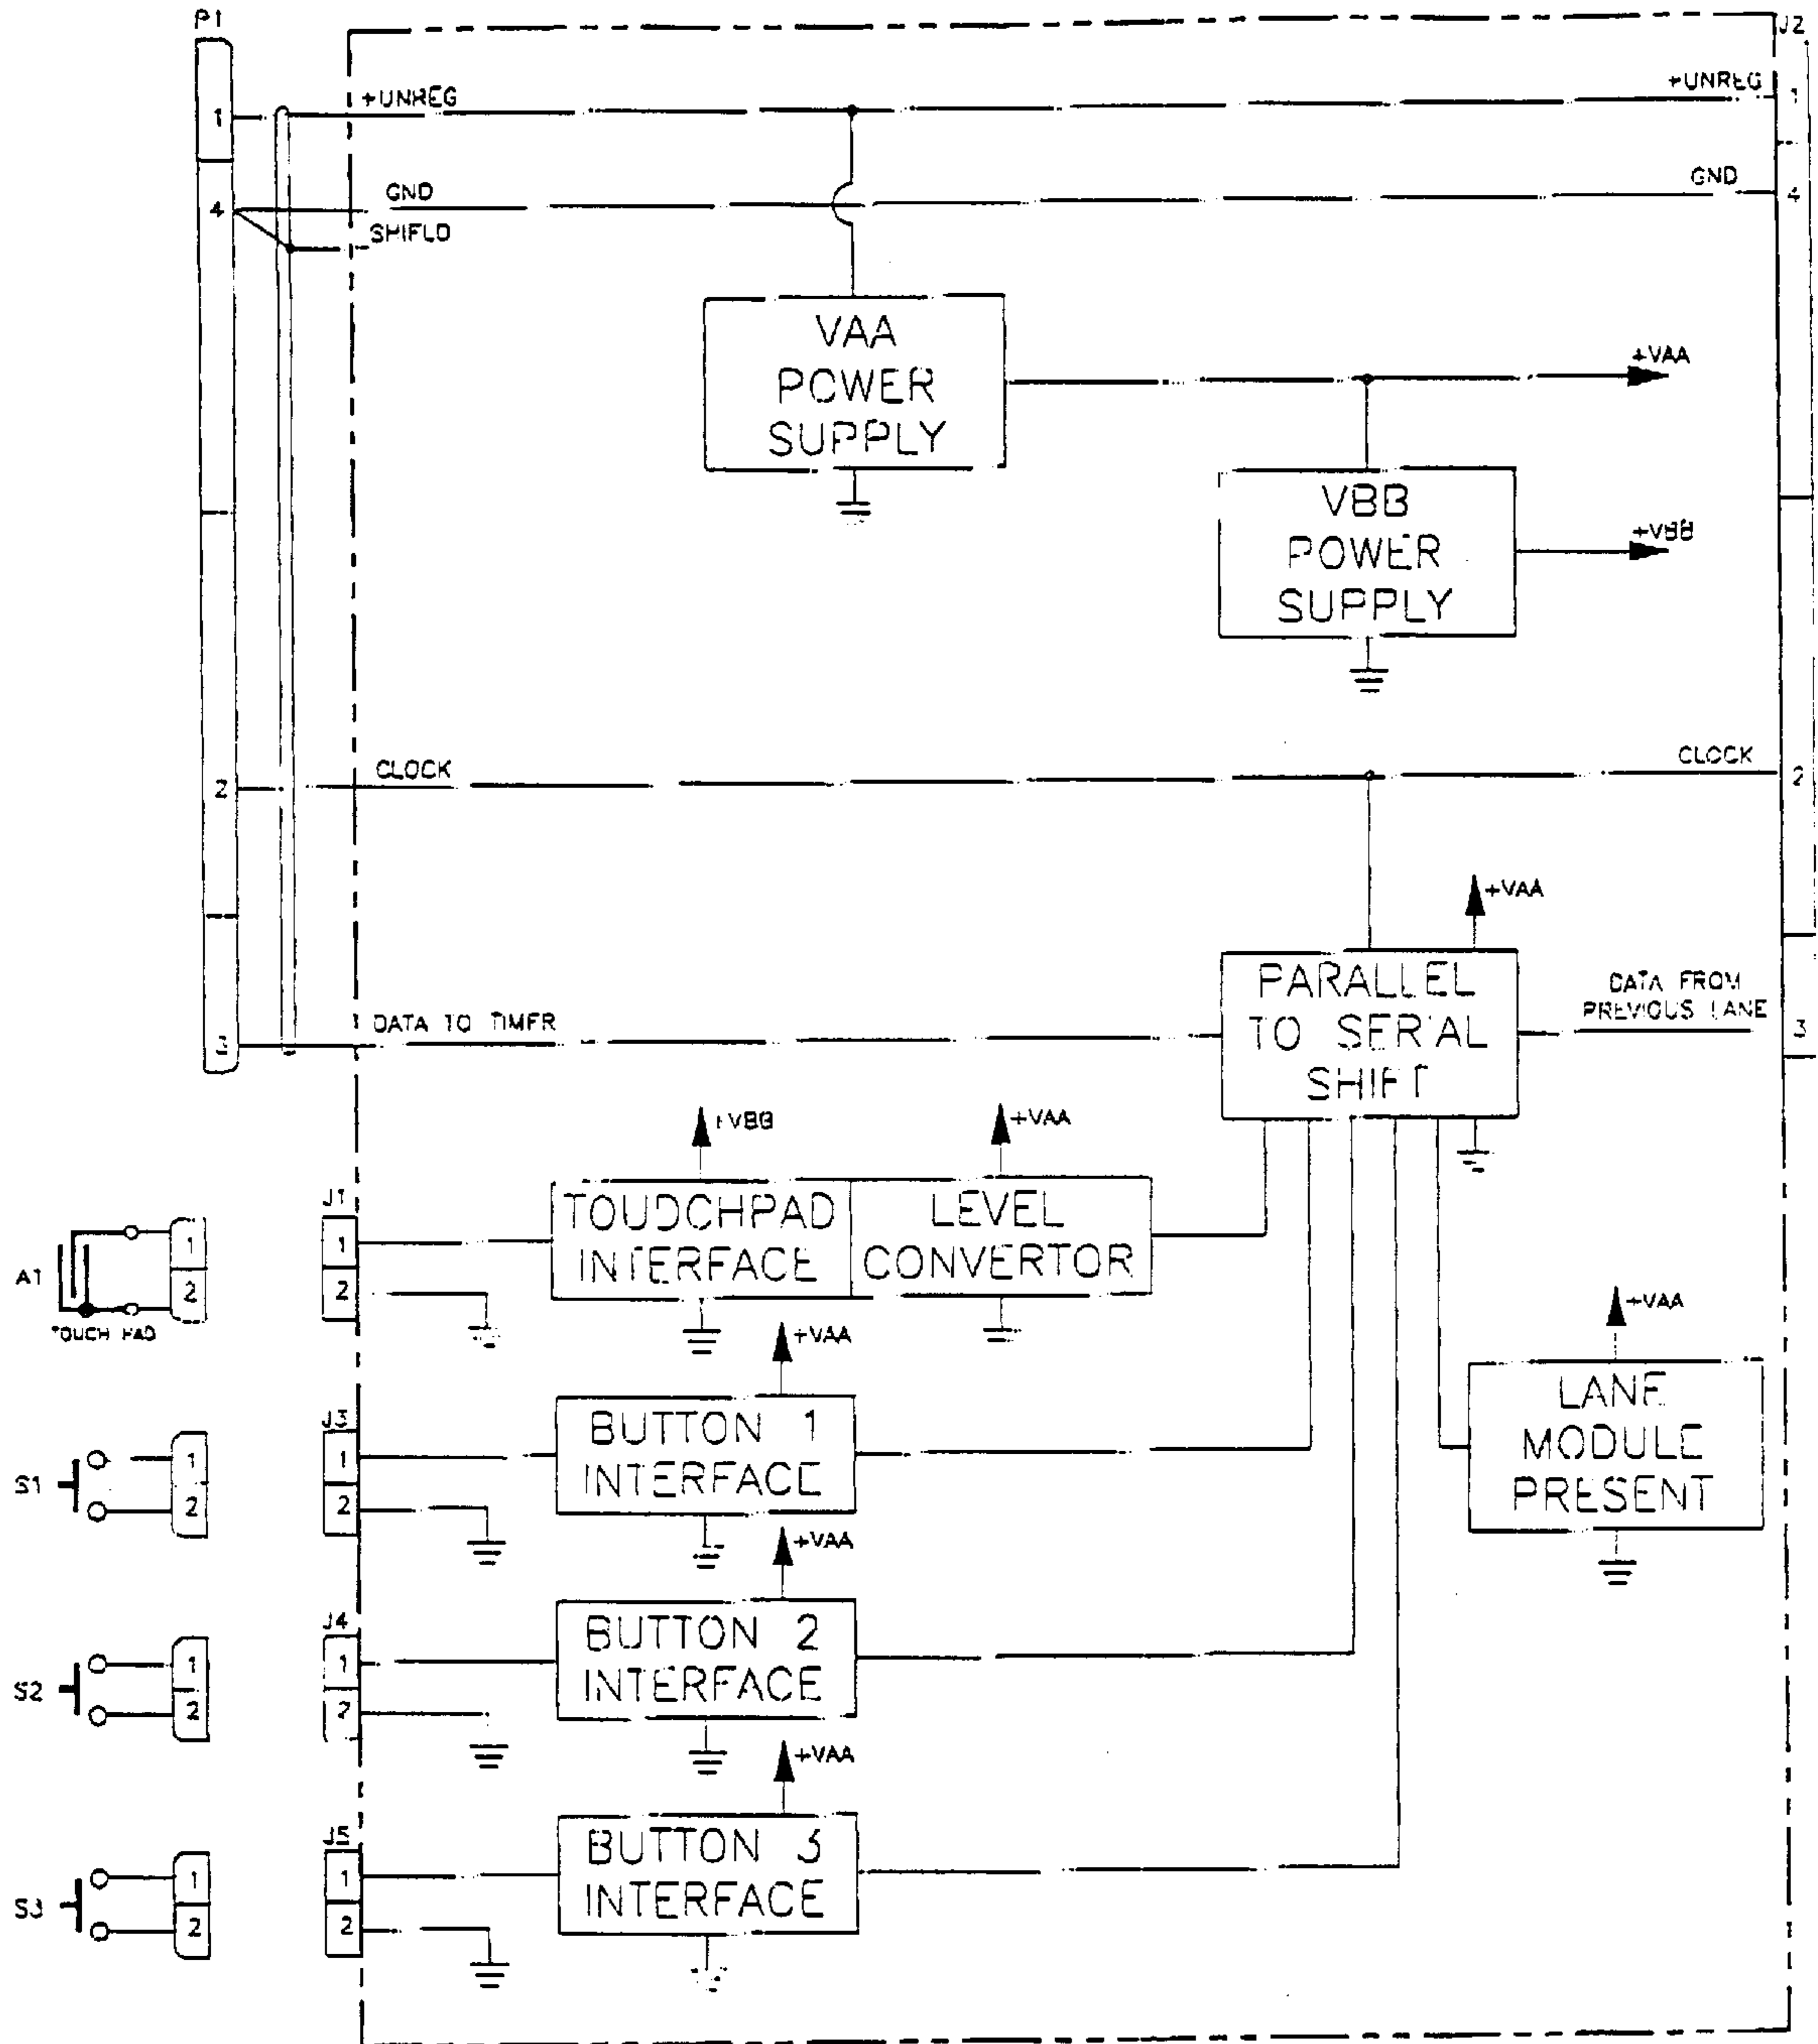 P1
J2
+UNREG
+UNREG
1
1
GND
GND
4
4
SHIELD
VAA
POWER
SUPPLY
+VAA
VBB
POWER
SUPPLY
+VBB
CLOCK
CLOCK
2
2
+VAA
PARALLEL
TO SERIAL
SHIFT
DATA FROM
PREVIOUS LANE
DATA TO TIMER
3
3
+VBB
+VAA
J1
TOUDCHPAD
INTERFACE
LEVEL
CONVERTOR
A1
1
2
1
2
TOUCH PAD
+VAA
+VAA
J3
BUTTON 1
INTERFACE
LANE
MODULE
PRESENT
S1
1
2
1
2
+VAA
J4
BUTTON 2
INTERFACE
S2
1
2
1
2
+VAA
J5
BUTTON 3
INTERFACE
S3
1
2
1
2